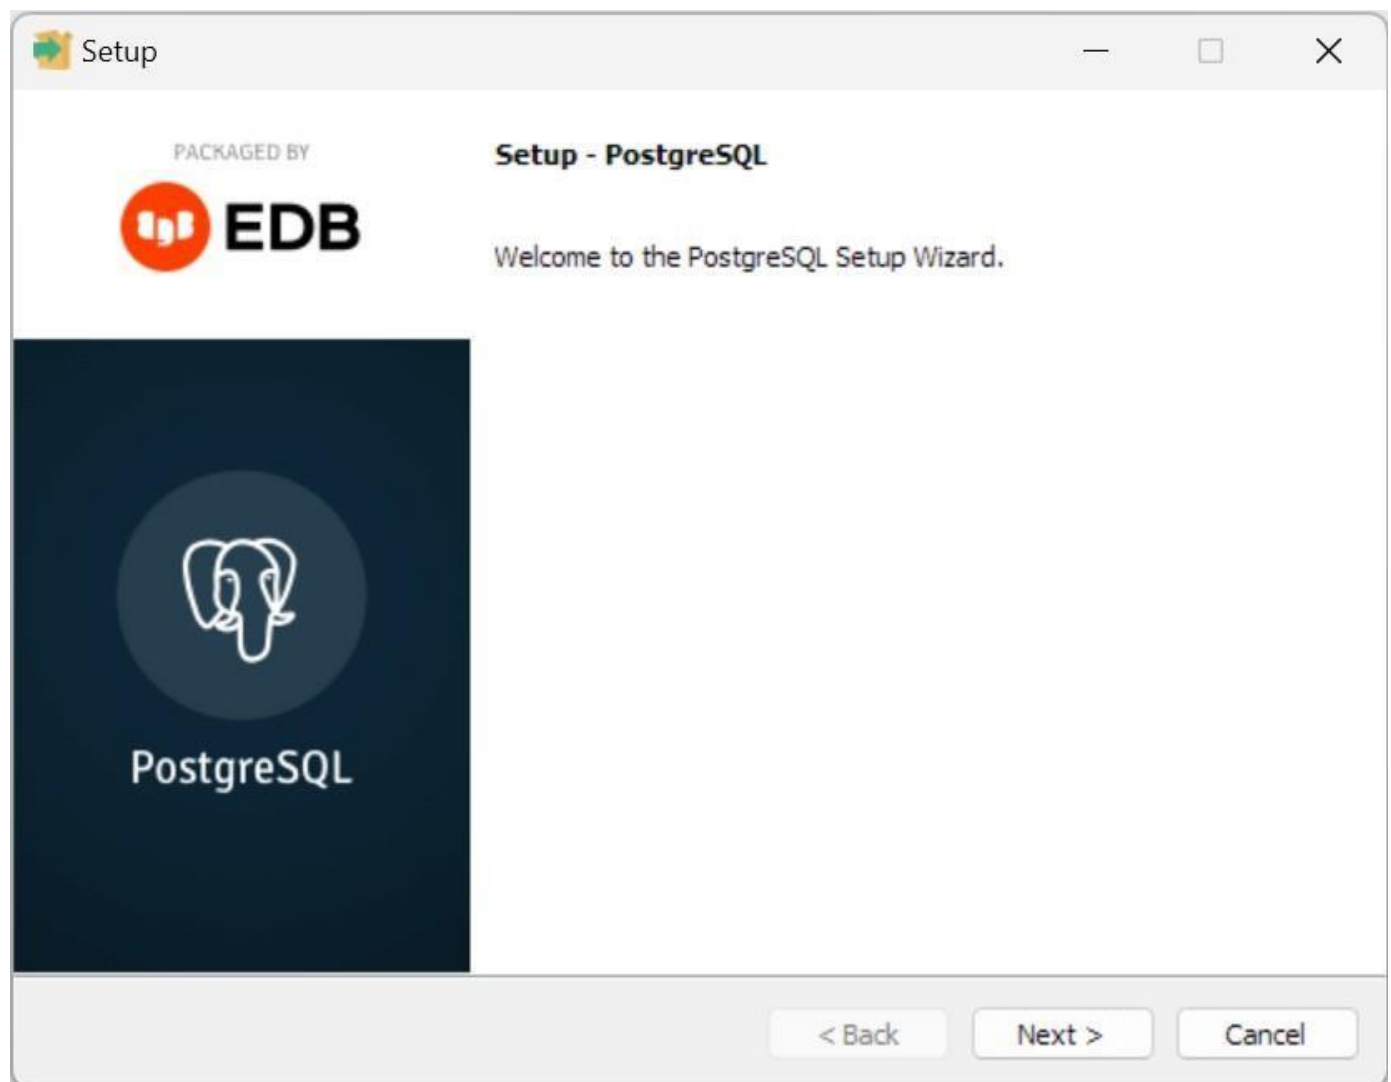 Setup
PACKAGED BY
EDB
Setup - PostgreSQL
Welcome to the PostgreSQL Setup Wizard.
PostgreSQL
< Back
Next >
Cancel